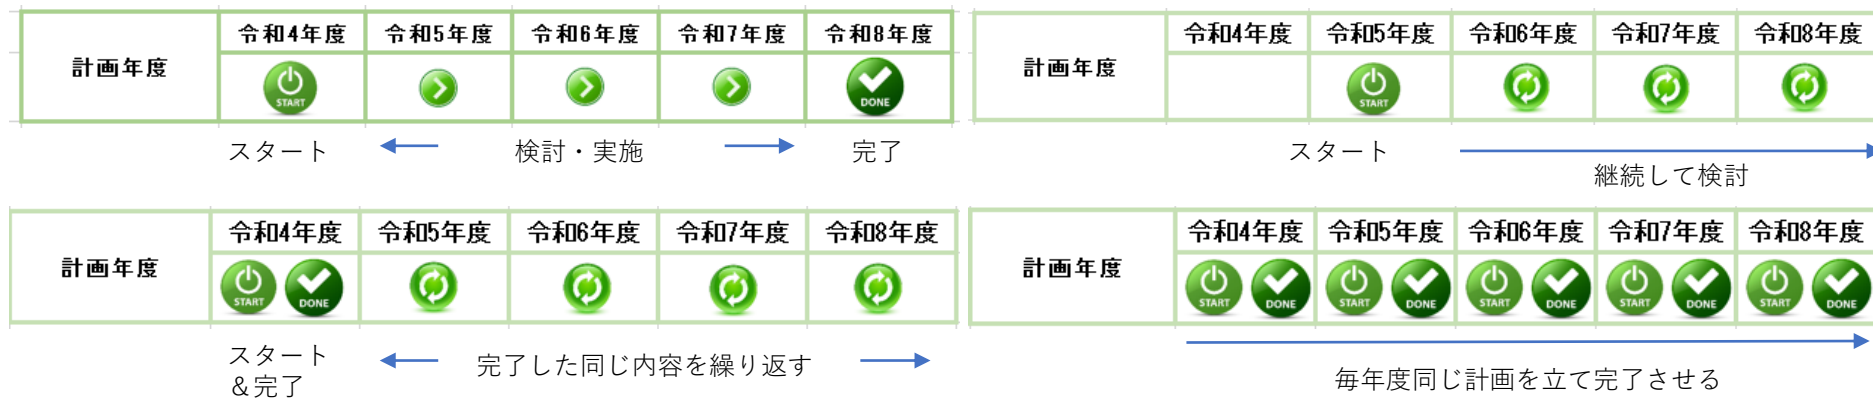 計画年度
令和4年度 令和5年度 令和6年度 令和7年度 令和8年度
START DONE
スタート 検討・実施 完了
計画年度
令和4年度 令和5年度 令和6年度 令和7年度 令和8年度
START
スタート
継続して検討
計画年度
令和4年度 令和5年度 令和6年度 令和7年度 令和8年度
START DONE
スタート
＆完了
完了した同じ内容を繰り返す
計画年度
令和4年度 令和5年度 令和6年度 令和7年度 令和8年度
START DONE START DONE START DONE START DONE START DONE
毎年度同じ計画を立て完了させる